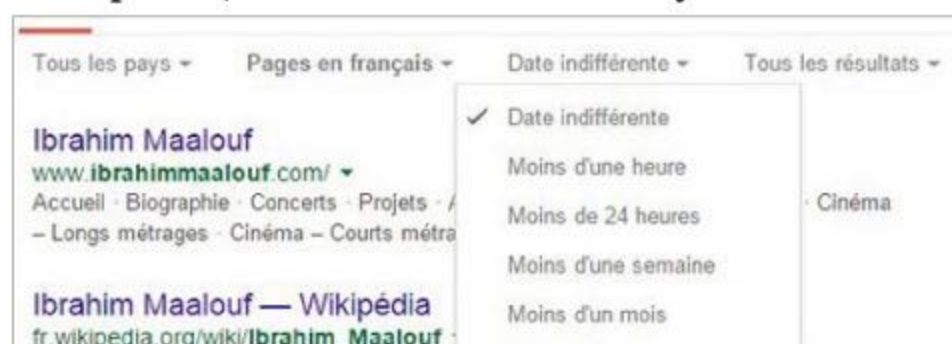 Tous les pays Pages en français Date indifférente Tous les résultats
Date indifférente
Ibrahim Maalouf
www.ibrahimmaalouf.com/
Moins d'une heure
Accueil · Biographie · Concerts · Projets · · Cinéma
– Longs métrages · Cinéma – Courts métra
Moins de 24 heures
Moins d'une semaine
Ibrahim Maalouf — Wikipédia
Moins d'un mois
fr.wikipedia.org/wiki/Ibrahim_Maalouf